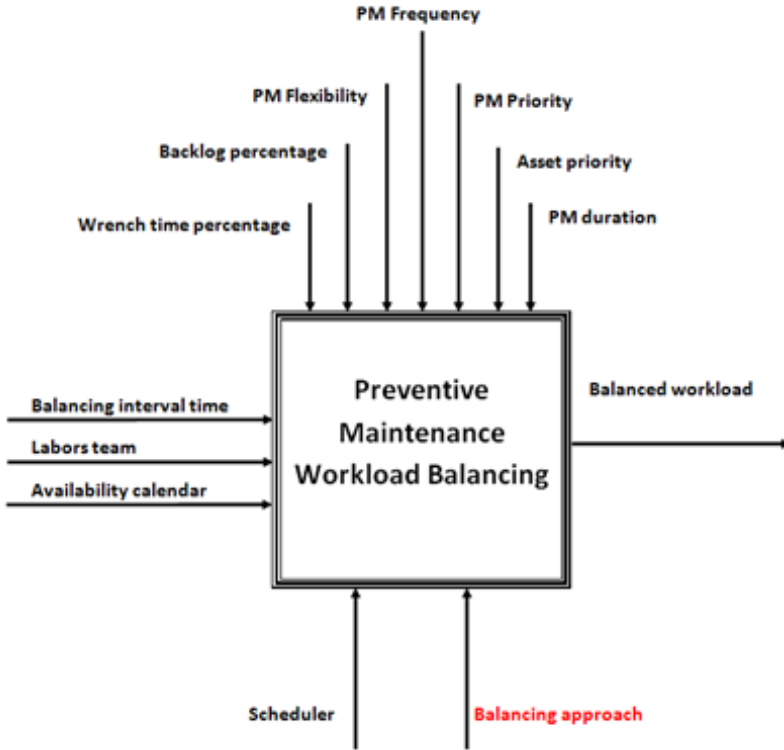 PM Frequency
PM Flexibility
PM Priority
Backlog percentage
Asset priority
Wrench time percentage
PM duration
Preventive
Maintenance
Workload Balancing
Balanced workload
Balancing interval time
Labors team
Availability calendar
Scheduler
Balancing approach